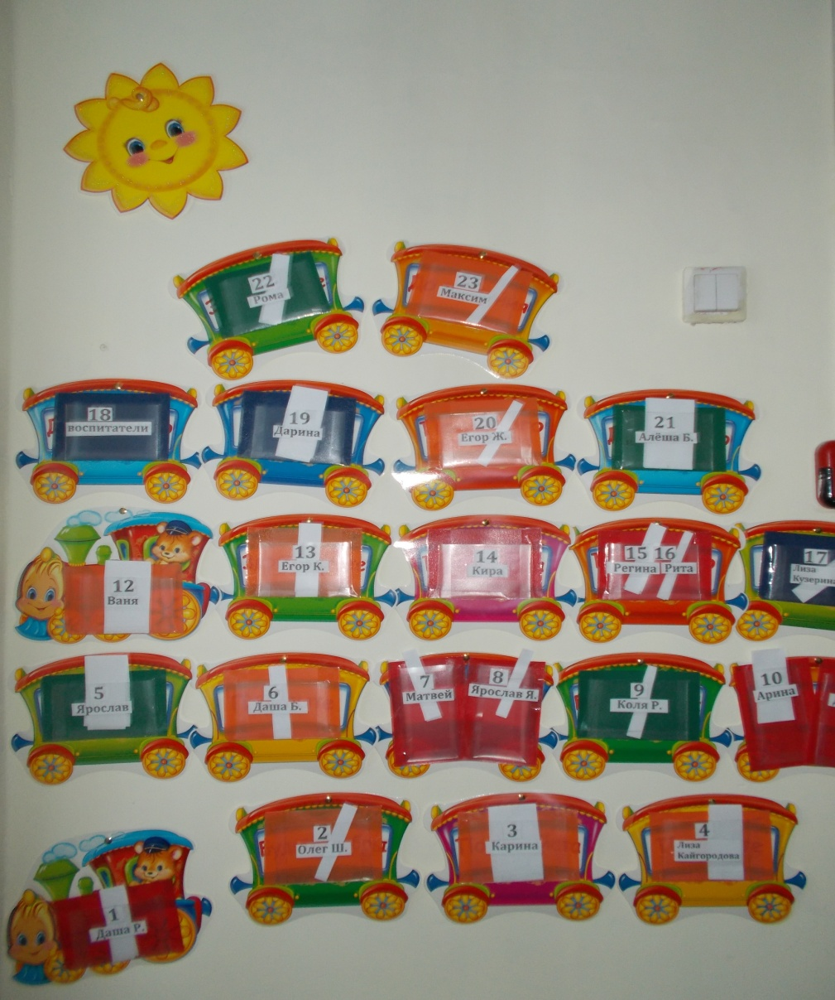 22
Рома
23
Максим
18
воспитатели
19
Дарина
20
Егор Ж.
21
Алёша Б.
12
Ваня
13
Егор К.
14
Кира
15 16
Регина Рита
17
Лиза
Кузерина
5
Ярослав
6
Даша Б.
7
Матвей
8
Ярослав Я.
9
Коля Р.
10
Арина
2
Олег Ш.
3
Карина
4
Лиза
Кайгородова
1
Даша Р.